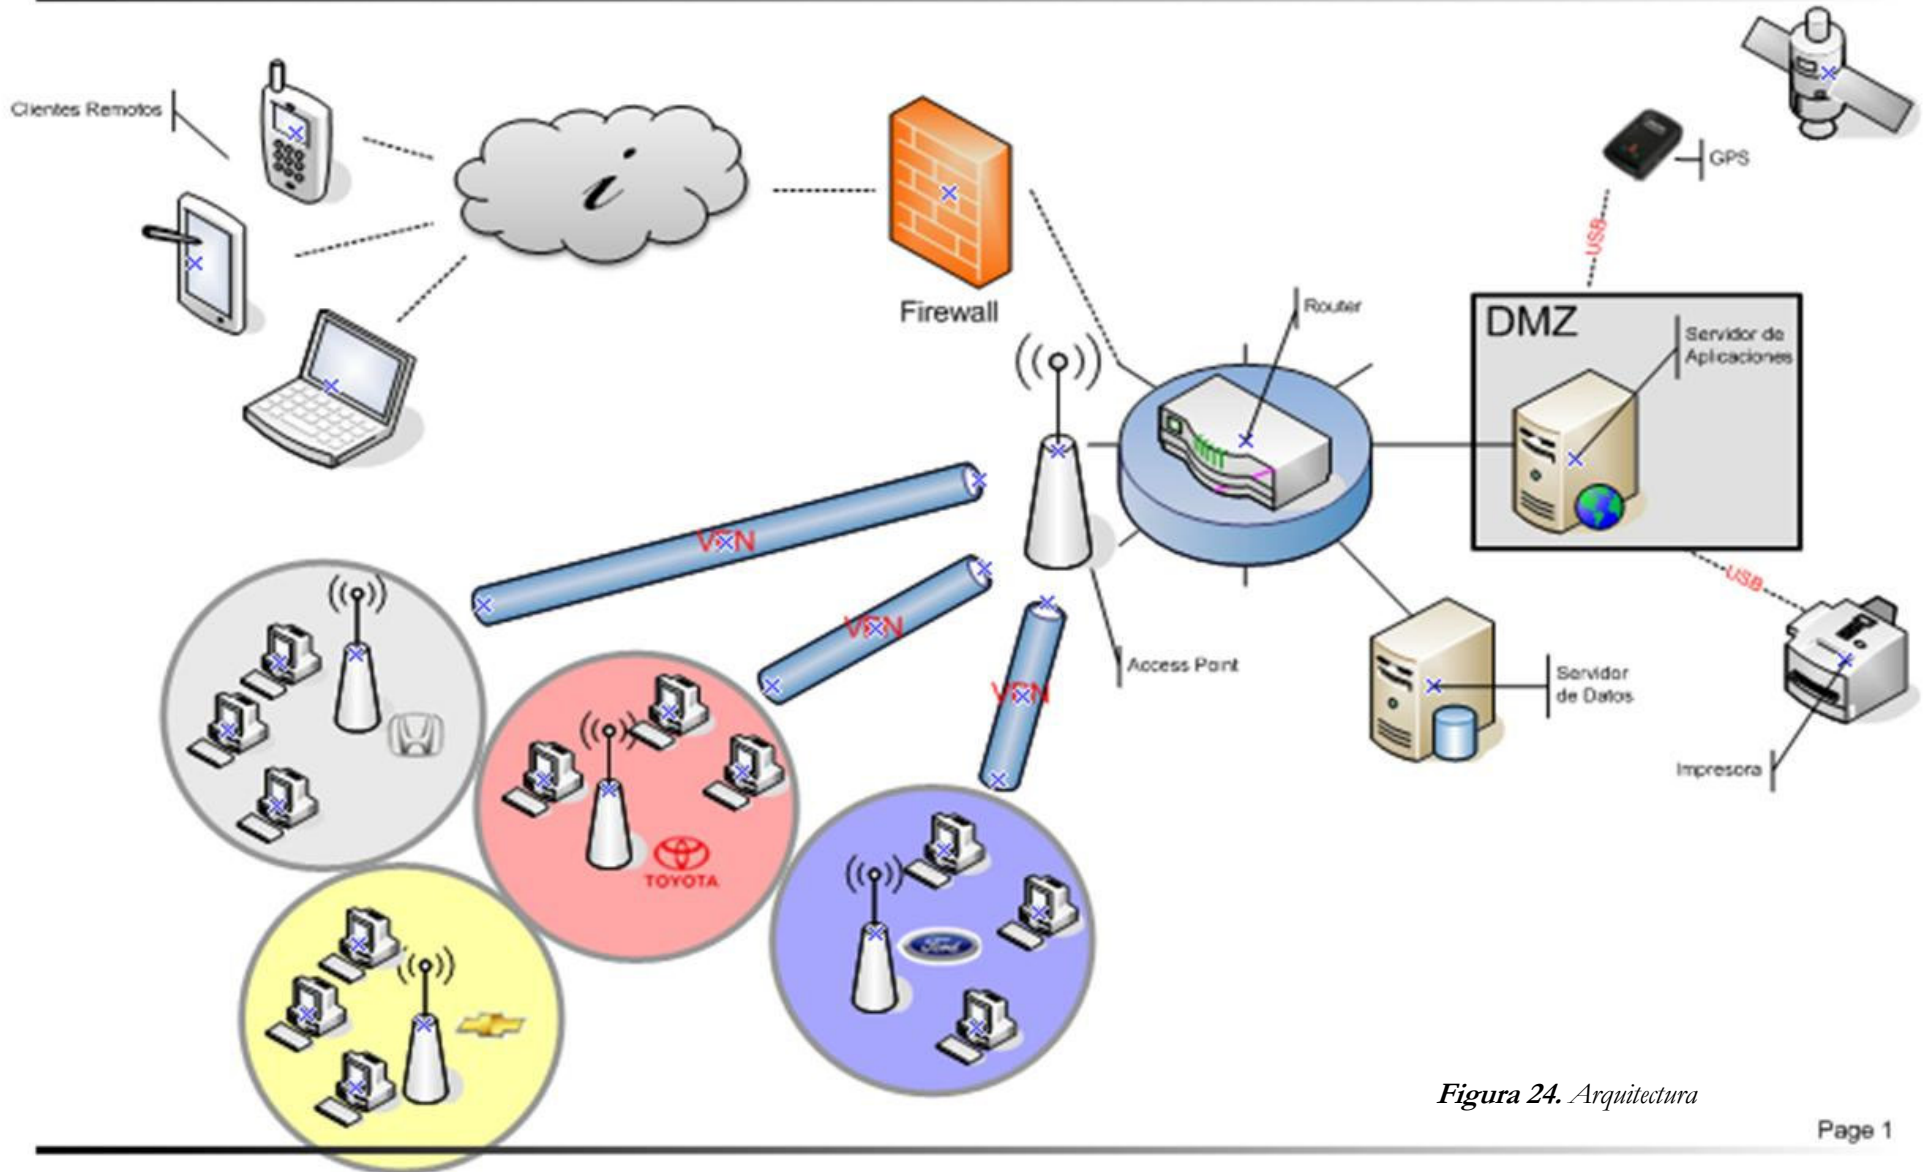 Clientes Remotos
i
Firewall
GPS
USB
Router
DMZ
Servidor de
Aplicaciones
VPN
VPN
VPN
USB
Access Point
Servidor
de Datos
Impresora
TOYOTA
Ford
Figura 24. Arquitectura
Page 1